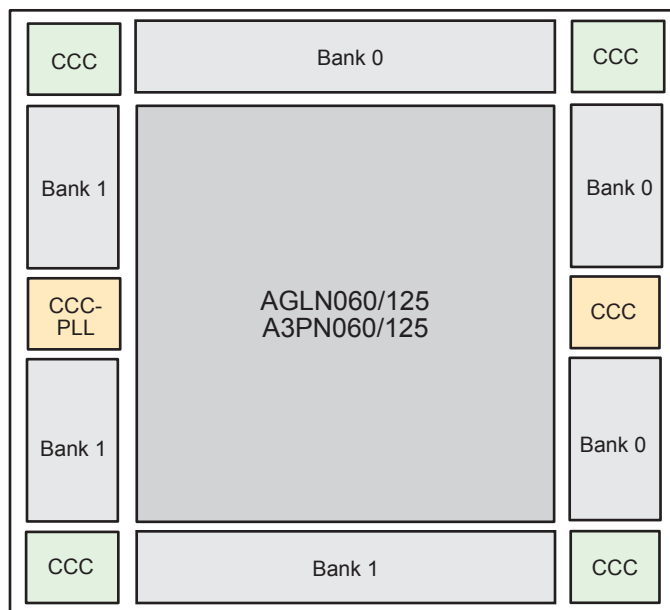 CCC
Bank 0
CCC
Bank 1
Bank 0
AGLN060/125
A3PN060/125
CCC-
PLL
CCC
Bank 1
Bank 0
CCC
Bank 1
CCC